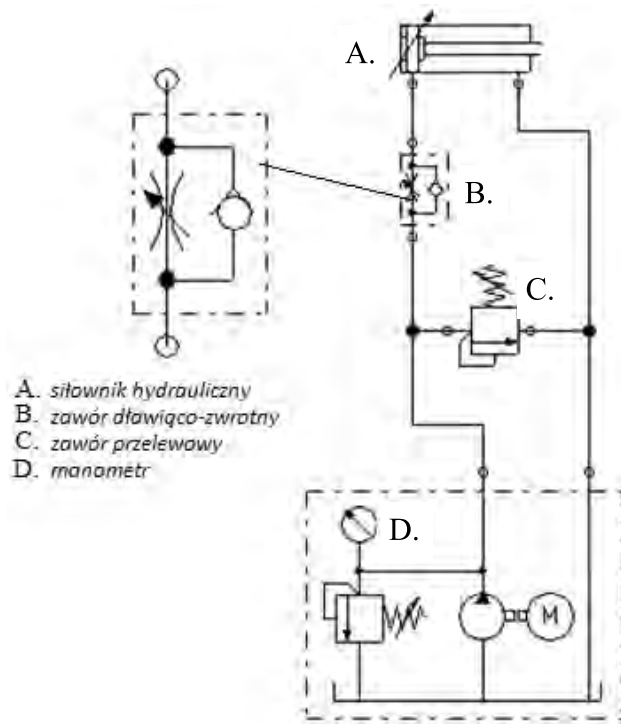 A.
B.
C.
A. siłownik hydrauliczny
B. zawór dławiąco-zwrotny
C. zawór przelewowy
D. manometr
D.
M